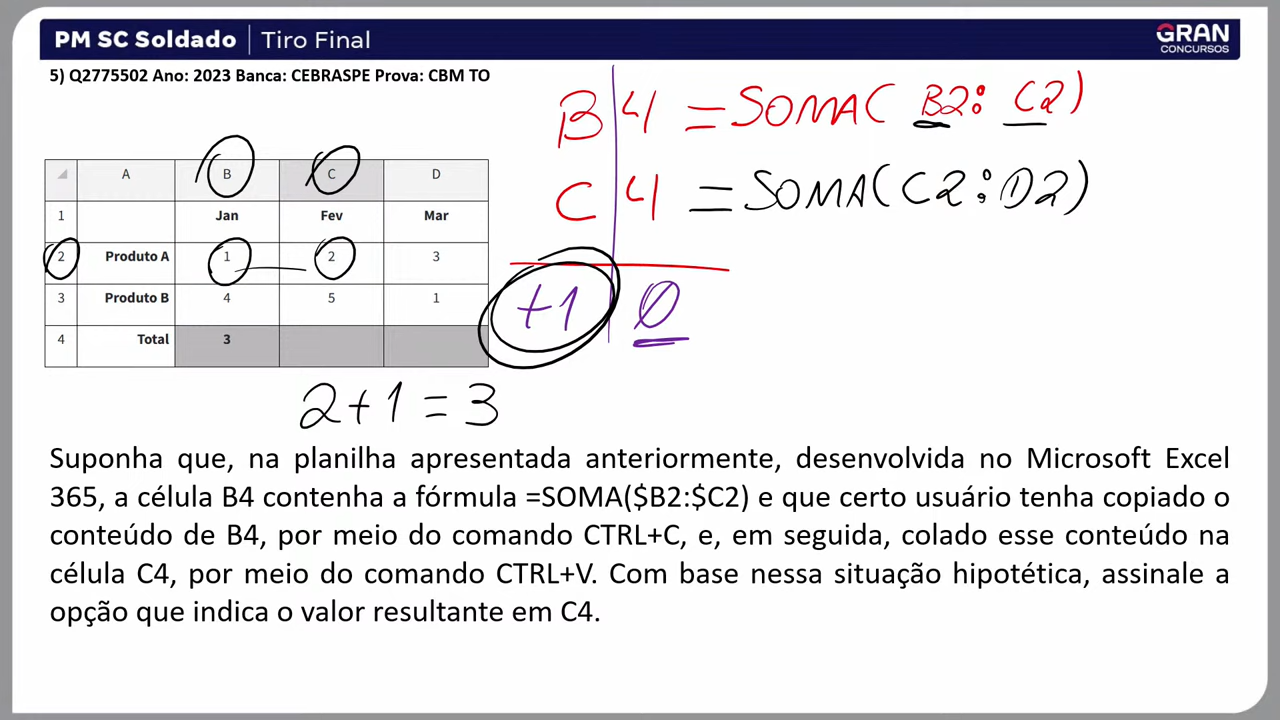 PM SC Soldado | Tiro Final
GRAN
CONCURSOS
5) Q2775502 Ano: 2023 Banca: CEBRASPE Prova: CBM TO
B 4 =SOMA( B2: C2)
C 4 =SOMA(C2:D2)
+1 0
A B C D
1 Jan Fev Mar
2 Produto A 1 2 3
3 Produto B 4 5 1
4 Total 3
2+1=3
Suponha que, na planilha apresentada anteriormente, desenvolvida no Microsoft Excel
365, a célula B4 contenha a fórmula =SOMA($B2:$C2) e que certo usuário tenha copiado o
conteúdo de B4, por meio do comando CTRL+C, e, em seguida, colado esse conteúdo na
célula C4, por meio do comando CTRL+V. Com base nessa situação hipotética, assinale a
opção que indica o valor resultante em C4.